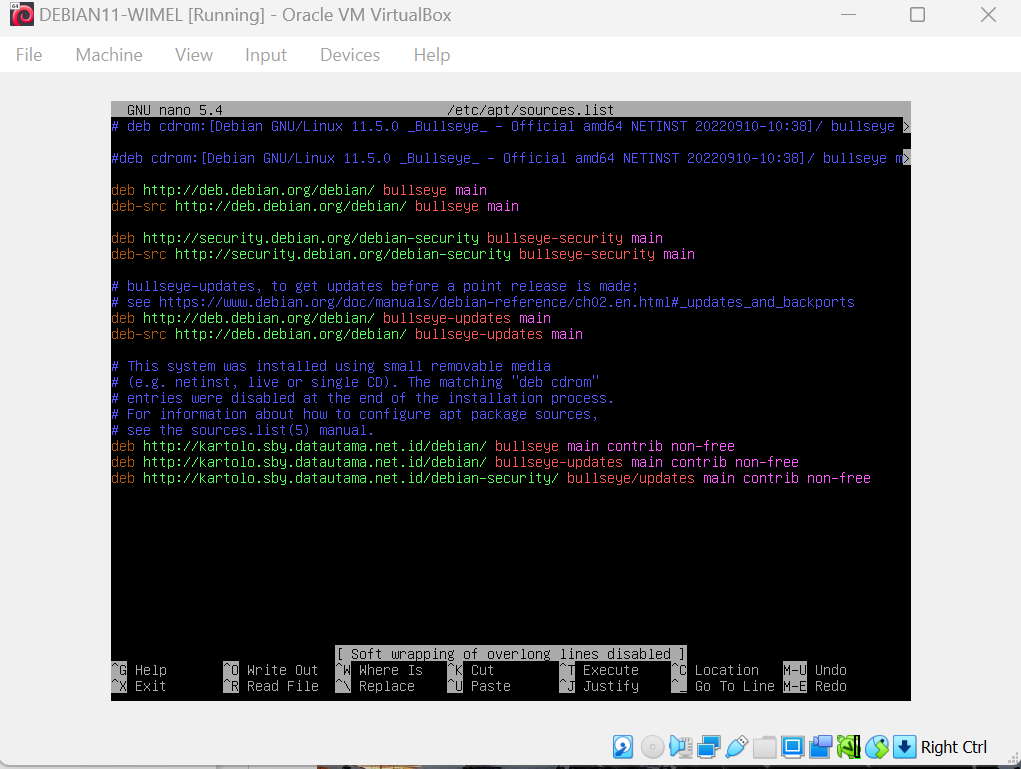 DEBIAN11-WIMEL [Running] - Oracle VM VirtualBox
File Machine View Input Devices Help
GNU nano 5.4 /etc/apt/sources.list
# deb cdrom:[Debian GNU/Linux 11.5.0 _Bullseye_ - Official amd64 NETINST 20220910-10:38]/ bullseye >
#deb cdrom:[Debian GNU/Linux 11.5.0 _Bullseye_ - Official amd64 NETINST 20220910-10:38]/ bullseye m>
deb http://deb.debian.org/debian/ bullseye main
deb-src http://deb.debian.org/debian/ bullseye main
deb http://security.debian.org/debian-security bullseye-security main
deb-src http://security.debian.org/debian-security bullseye-security main
# bullseye-updates, to get updates before a point release is made;
# see https://www.debian.org/doc/manuals/debian-reference/ch02.en.html#_updates_and_backports
deb http://deb.debian.org/debian/ bullseye-updates main
deb-src http://deb.debian.org/debian/ bullseye-updates main
# This system was installed using small removable media
# (e.g. netinst, live or single CD). The matching "deb cdrom"
# entries were disabled at the end of the installation process.
# For information about how to configure apt package sources,
# see the sources.list(5) manual.
deb http://kartolo.sby.datautama.net.id/debian/ bullseye main contrib non-free
deb http://kartolo.sby.datautama.net.id/debian/ bullseye-updates main contrib non-free
deb http://kartolo.sby.datautama.net.id/debian-security/ bullseye/updates main contrib non-free
[ Soft wrapping of overlong lines disabled ]
^G Help ^O Write Out ^W Where Is ^K Cut ^T Execute ^C Location M-U Undo
^X Exit ^R Read File ^\ Replace ^U Paste ^J Justify ^_ Go To Line M-E Redo
Right Ctrl